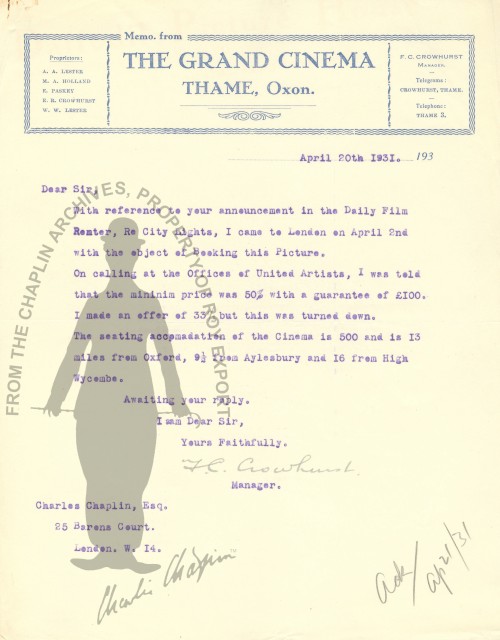 Memo. from
THE GRAND CINEMA
THAME, Oxon.
Proprietors:
A. A. LESTER
M. A. HOLLAND
E. PASKEY
E. R. CROWHURST
W. W. LESTER
F. C. CROWHURST
MANAGER.
Telegrams:
CROWHURST, THAME.
Telephone:
THAME 3.
April 20th 1931. 193
Dear Sir,
With reference to your announcement in the Daily Film
Renter, Re City Lights, I came to London on April 2nd
with the object of Booking this Picture.
On calling at the Offices of United Artists, I was told
that the mininim price was 50% with a guarantee of £100.
I made an offer of 33% but this was turned down.
The seating accomadation of the Cinema is 500 and is 13
miles from Oxford, 9½ from Aylesbury and 16 from High
Wycombe.
Awaiting your reply.
I am Dear Sir,
Yours Faithfully.
F.C. Crowhurst.
Manager.
Charles Chaplin, Esq.
25 Barons Court.
London. W. 14.
ack/ ap 21/31
FROM THE CHAPLIN ARCHIVES, PROPERTY OF ROY EXPORT
Charlie Chaplin™